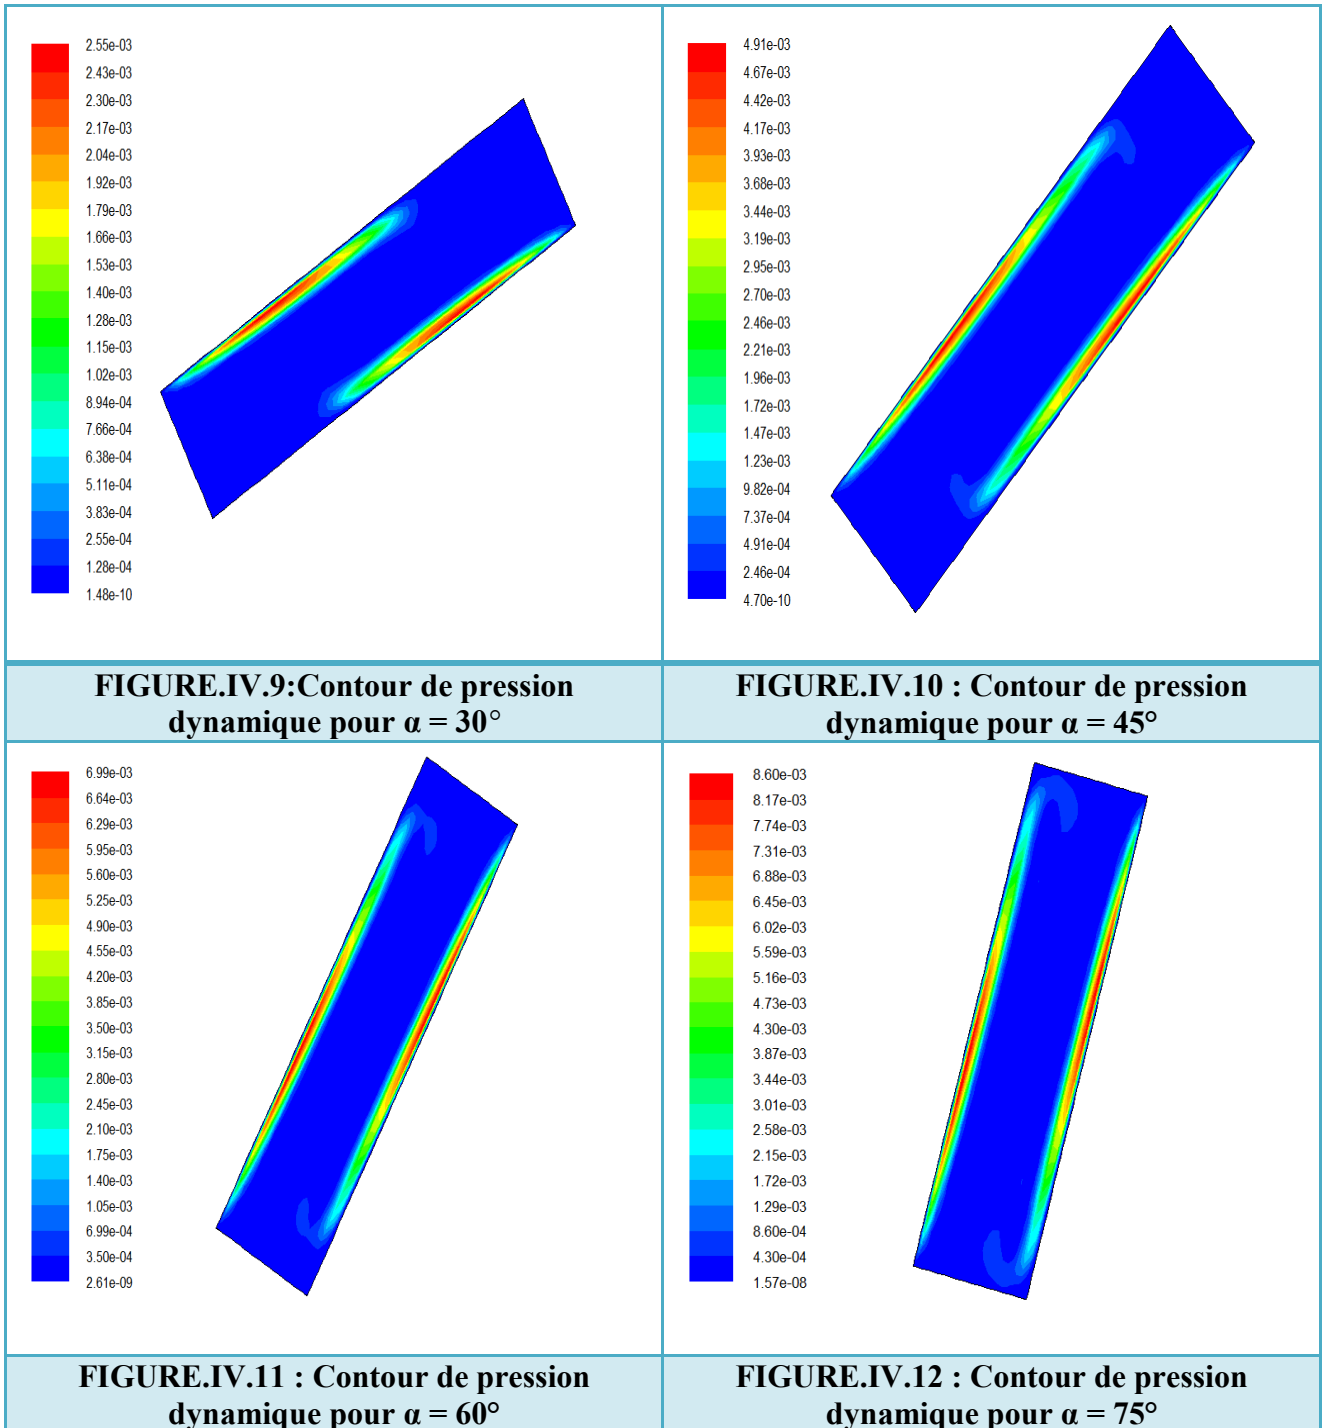 2.55e-03
2.43e-03
2.30e-03
2.17e-03
2.04e-03
1.92e-03
1.79e-03
1.66e-03
1.53e-03
1.40e-03
1.28e-03
1.15e-03
1.02e-03
8.94e-04
7.66e-04
6.38e-04
5.11e-04
3.83e-04
2.55e-04
1.28e-04
1.48e-10
4.91e-03
4.67e-03
4.42e-03
4.17e-03
3.93e-03
3.68e-03
3.44e-03
3.19e-03
2.95e-03
2.70e-03
2.46e-03
2.21e-03
1.96e-03
1.72e-03
1.47e-03
1.23e-03
9.82e-04
7.37e-04
4.91e-04
2.46e-04
4.70e-10
FIGURE.IV.9:Contour de pression
dynamique pour α = 30°
FIGURE.IV.10 : Contour de pression
dynamique pour α = 45°
6.99e-03
6.64e-03
6.29e-03
5.95e-03
5.60e-03
5.25e-03
4.90e-03
4.55e-03
4.20e-03
3.85e-03
3.50e-03
3.15e-03
2.80e-03
2.45e-03
2.10e-03
1.75e-03
1.40e-03
1.05e-03
6.99e-04
3.50e-04
2.61e-09
8.60e-03
8.17e-03
7.74e-03
7.31e-03
6.88e-03
6.45e-03
6.02e-03
5.59e-03
5.16e-03
4.73e-03
4.30e-03
3.87e-03
3.44e-03
3.01e-03
2.58e-03
2.15e-03
1.72e-03
1.29e-03
8.60e-04
4.30e-04
1.57e-08
FIGURE.IV.11 : Contour de pression
dynamique pour α = 60°
FIGURE.IV.12 : Contour de pression
dynamique pour α = 75°